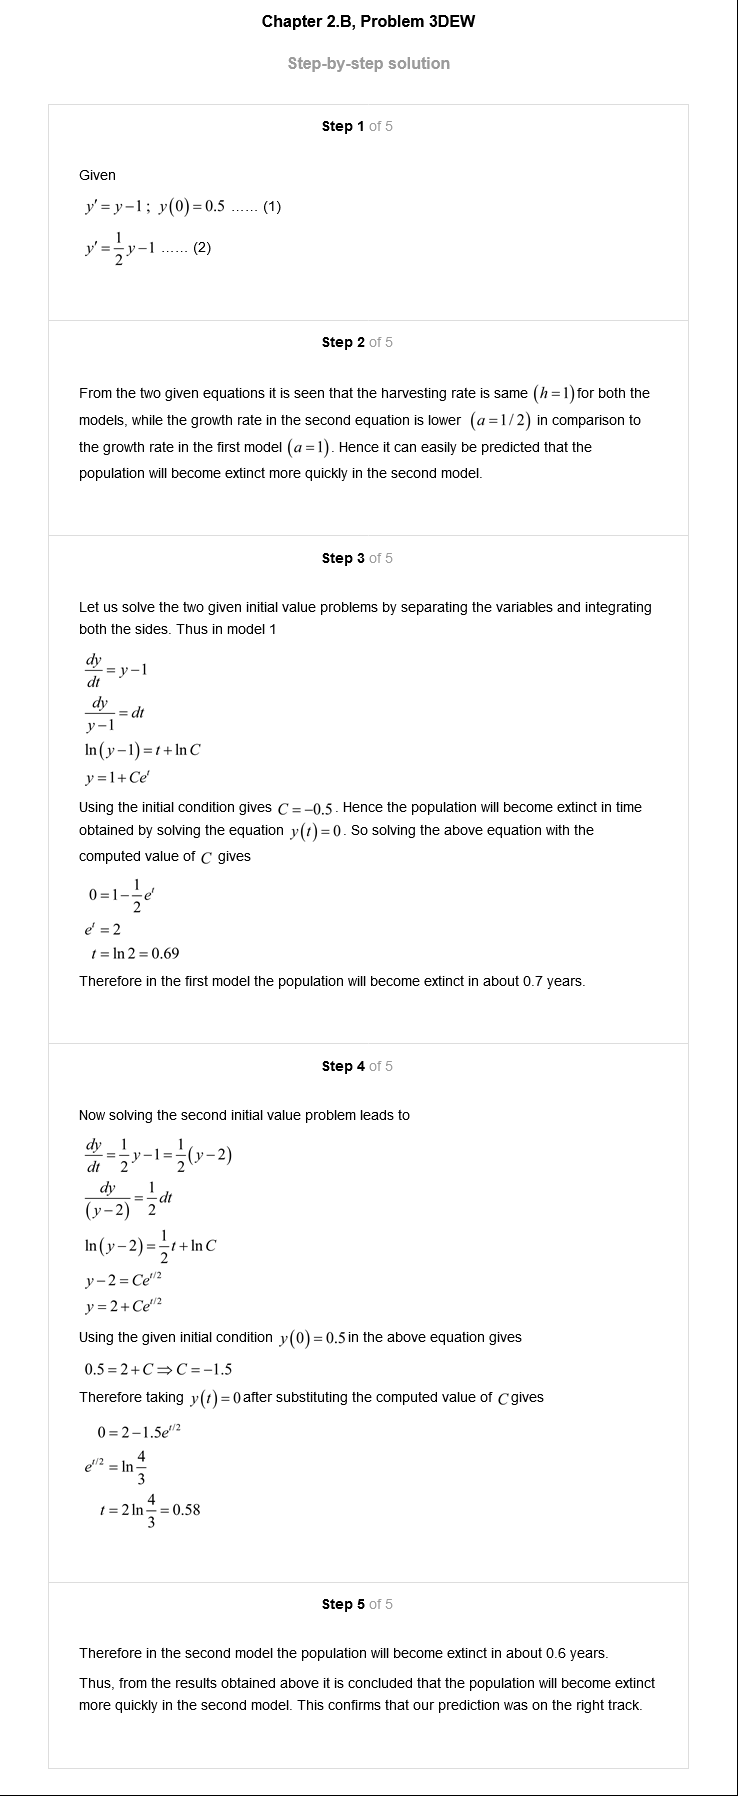 Chapter 2.B, Problem 3DEW
Step-by-step solution
Step 1 of 5
Given
y′ = y − 1 ; y(0) = 0.5 ...... (1)
y′ = 1/2 y − 1 ...... (2)
Step 2 of 5
From the two given equations it is seen that the harvesting rate is same (h = 1) for both the
models, while the growth rate in the second equation is lower (a = 1/2) in comparison to
the growth rate in the first model (a = 1). Hence it can easily be predicted that the
population will become extinct more quickly in the second model.
Step 3 of 5
Let us solve the two given initial value problems by separating the variables and integrating
both the sides. Thus in model 1
dy/dt = y − 1
dy/(y − 1) = dt
ln(y − 1) = t + ln C
y = 1 + Ce^t
Using the initial condition gives C = −0.5. Hence the population will become extinct in time
obtained by solving the equation y(t) = 0. So solving the above equation with the
computed value of C gives
0 = 1 − 1/2 e^t
e^t = 2
t = ln 2 = 0.69
Therefore in the first model the population will become extinct in about 0.7 years.
Step 4 of 5
Now solving the second initial value problem leads to
dy/dt = 1/2 y − 1 = 1/2 (y − 2)
dy/(y − 2) = 1/2 dt
ln(y − 2) = 1/2 t + ln C
y − 2 = Ce^(t/2)
y = 2 + Ce^(t/2)
Using the given initial condition y(0) = 0.5 in the above equation gives
0.5 = 2 + C ⇒ C = −1.5
Therefore taking y(t) = 0 after substituting the computed value of C gives
0 = 2 − 1.5e^(t/2)
e^(t/2) = ln 4/3
t = 2 ln 4/3 = 0.58
Step 5 of 5
Therefore in the second model the population will become extinct in about 0.6 years.
Thus, from the results obtained above it is concluded that the population will become extinct
more quickly in the second model. This confirms that our prediction was on the right track.